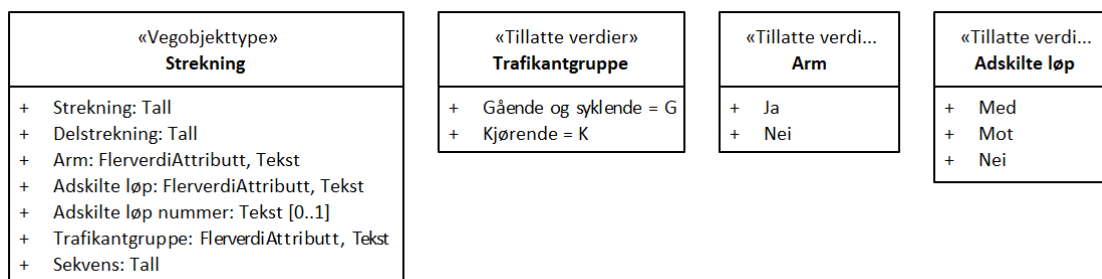 «Vegobjekttype»
Strekning
+ Strekning: Tall
+ Delstrekning: Tall
+ Arm: FlerverdiAttributt, Tekst
+ Adskilte løp: FlerverdiAttributt, Tekst
+ Adskilte løp nummer: Tekst [0..1]
+ Trafikantgruppe: FlerverdiAttributt, Tekst
+ Sekvens: Tall
«Tillatte verdier»
Trafikantgruppe
+ Gående og syklende = G
+ Kjørende = K
«Tillatte verdi...
Arm
+ Ja
+ Nei
«Tillatte verdi...
Adskilte løp
+ Med
+ Mot
+ Nei